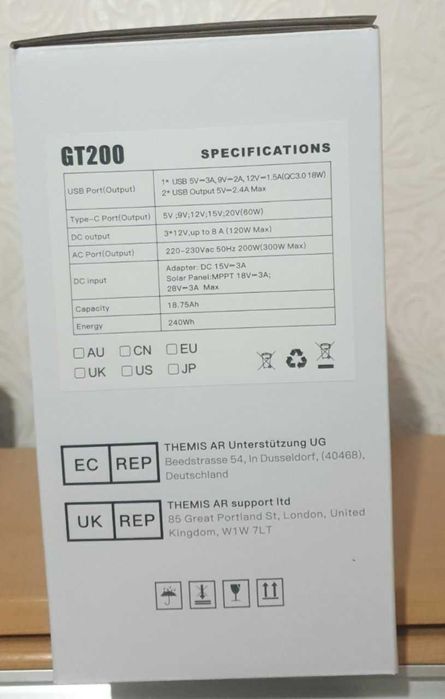 GT200 SPECIFICATIONS
USB Port(Output) 1* USB 5V⎓3A,9V⎓2A,12V⎓1.5A(QC3.0 18W)
2* USB Output 5V⎓2.4A Max
Type-C Port(Output) 5V ;9V;12V;15V;20V(60W)
DC output 3*12V,up to 8 A (120W Max)
AC Port(Output) 220-230Vac 50Hz 200W(300W Max)
DC input Adapter: DC 15V⎓3A
Solar Panel:MPPT 18V⎓3A;
28V⎓3A Max
Capacity 18.75Ah
Energy 240Wh
☐AU ☐CN ☐EU
☐UK ☐US ☐JP
EC REP THEMIS AR Unterstützung UG
Beedstrasse 54, In Dusseldorf, (40468),
Deutschland
UK REP THEMIS AR support ltd
85 Great Portland St, London, United
Kingdom, W1W 7LT